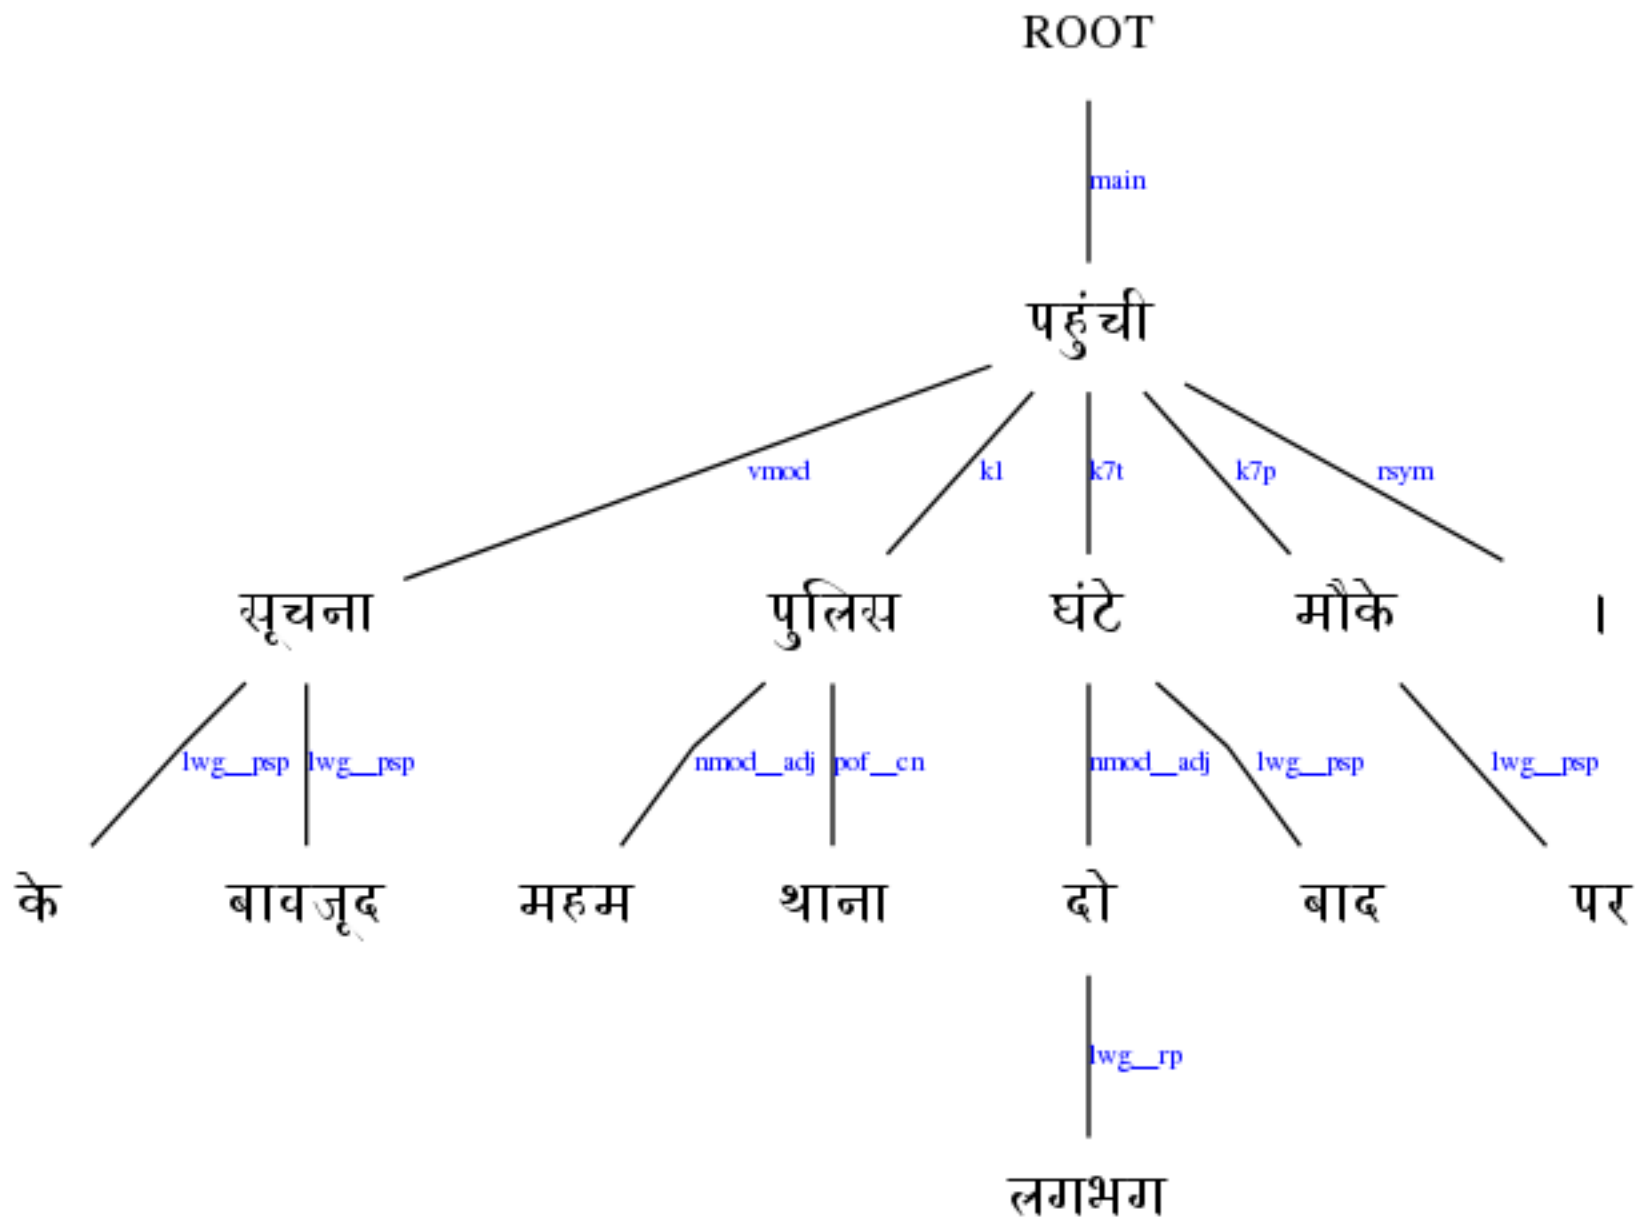 ROOT
main
पहुंची
vmod k1 k7t k7p rsym
सूचना पुलिस घंटे मौके ।
lwg__psp lwg__psp nmod__adj pof__cn nmod__adj lwg__psp lwg__psp
के बावजूद महम थाना दो बाद पर
lwg__rp
लगभग